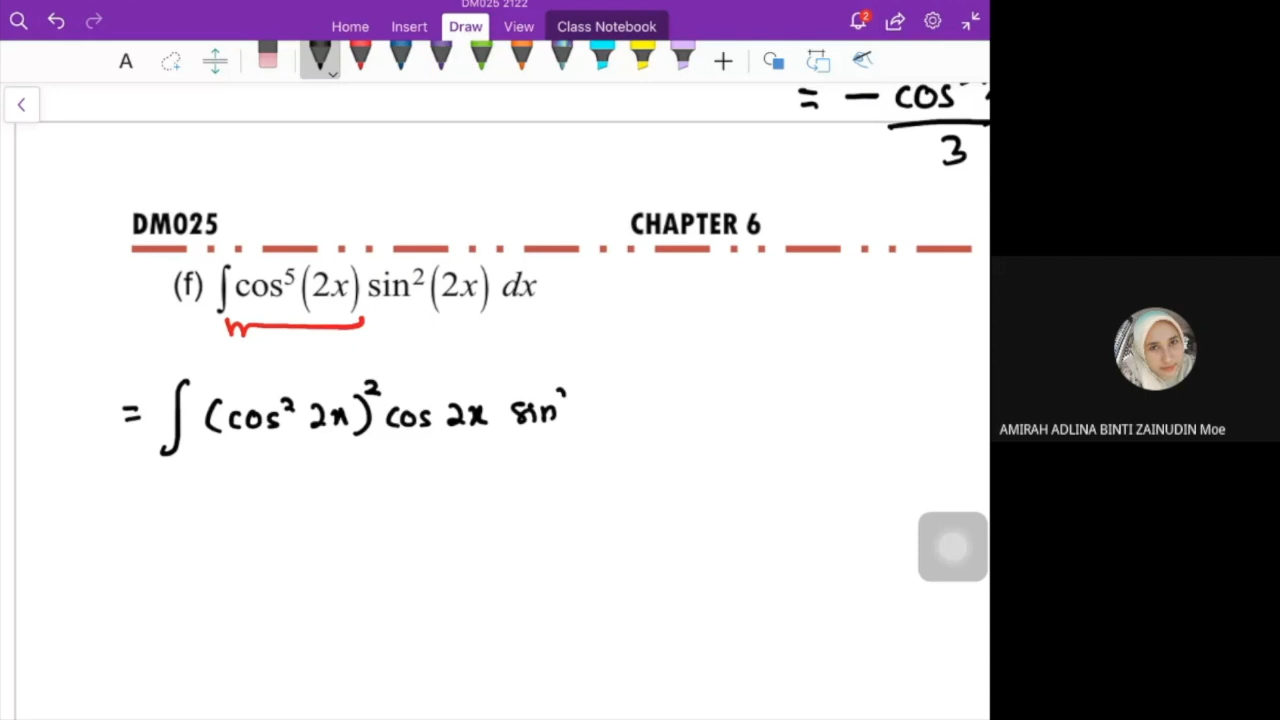 DM025 2122
Home Insert Draw View Class Notebook
2
A
= - cos
3
DM025 CHAPTER 6
(f) ∫cos⁵(2x) sin²(2x) dx
= ∫ (cos² 2x)² cos 2x sin
AMIRAH ADLINA BINTI ZAINUDIN Moe